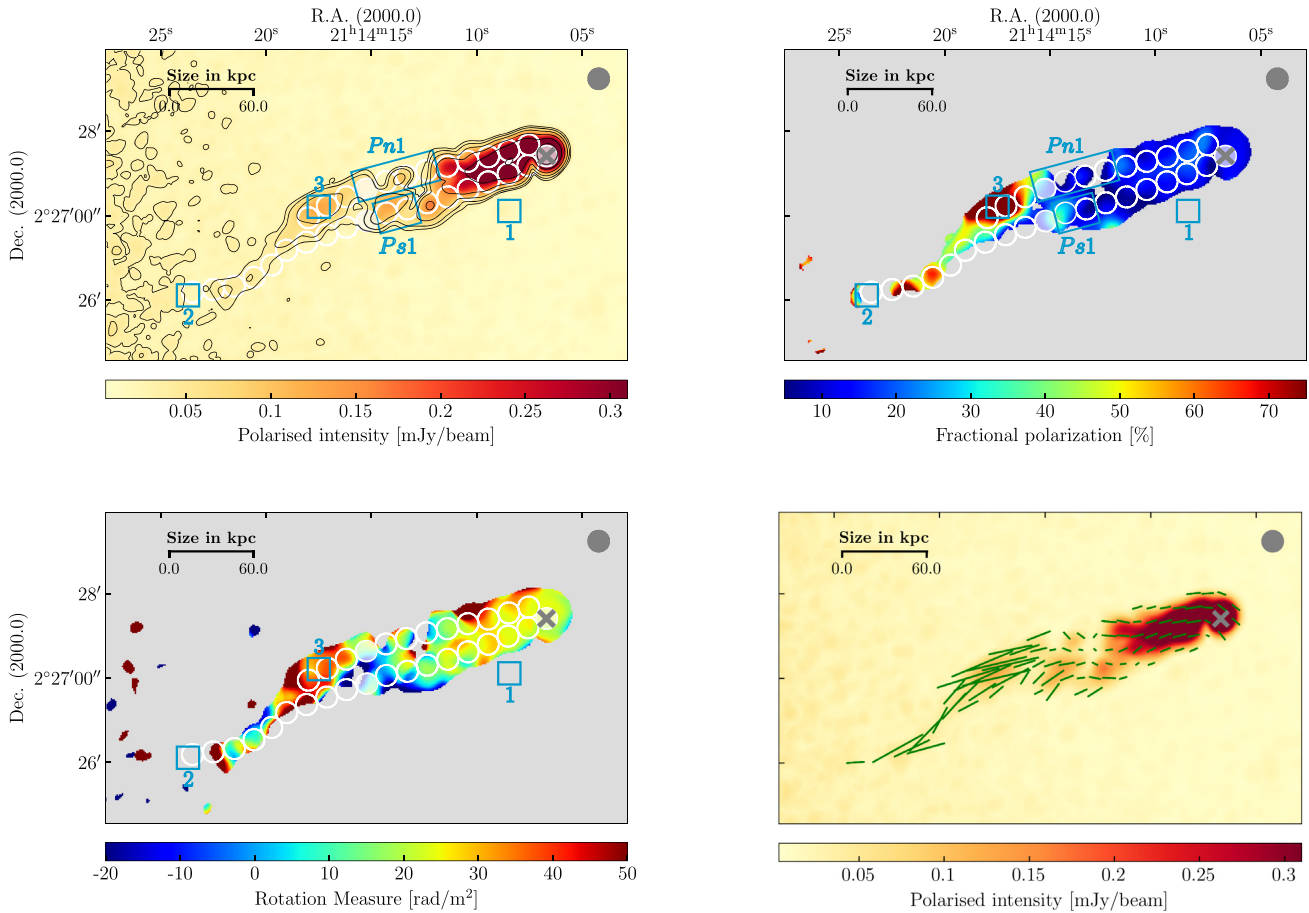 R.A. (2000.0)
25ˢ 20ˢ 21ʰ14ᵐ15ˢ 10ˢ 05ˢ
Size in kpc
0.0 60.0
Dec. (2000.0)
28′
2°27′00″
26′
Pn1
3
Ps1
1
2
0.05 0.1 0.15 0.2 0.25 0.3
Polarised intensity [mJy/beam]
R.A. (2000.0)
25ˢ 20ˢ 21ʰ14ᵐ15ˢ 10ˢ 05ˢ
Size in kpc
0.0 60.0
Pn1
3
Ps1
1
2
10 20 30 40 50 60 70
Fractional polarization [%]
Size in kpc
0.0 60.0
Dec. (2000.0)
28′
2°27′00″
26′
3
1
2
-20 -10 0 10 20 30 40 50
Rotation Measure [rad/m²]
Size in kpc
0.0 60.0
0.05 0.1 0.15 0.2 0.25 0.3
Polarised intensity [mJy/beam]